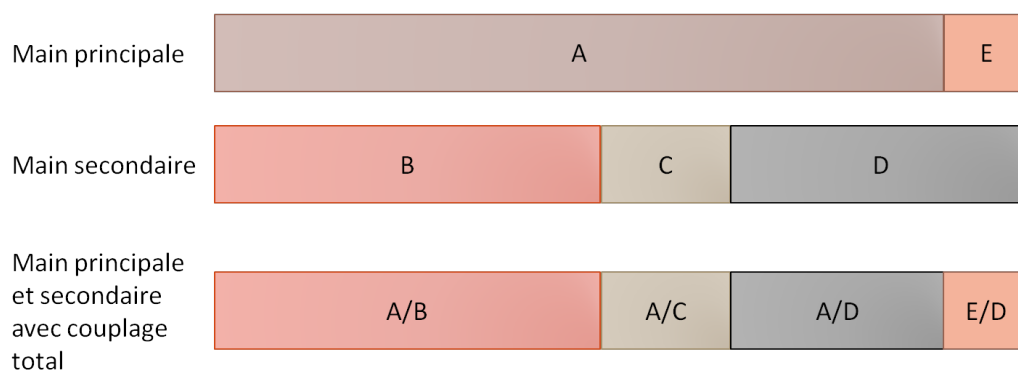 Main principale
A
E
Main secondaire
B
C
D
Main principale
et secondaire
avec couplage
total
A/B
A/C
A/D
E/D